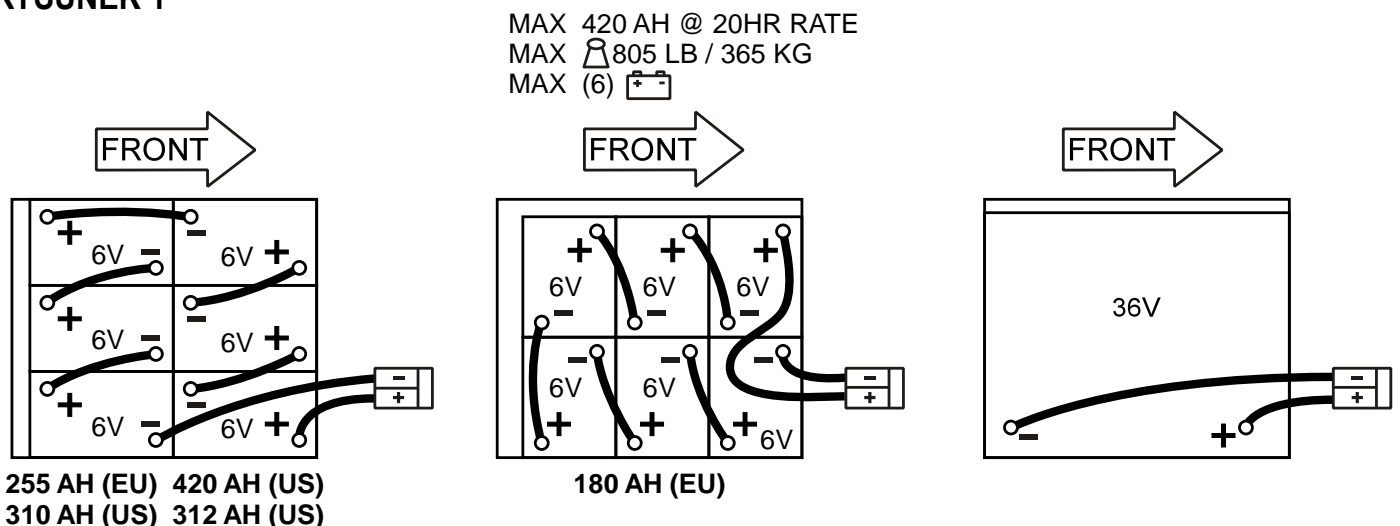 MAX 420 AH @ 20HR RATE
MAX 805 LB / 365 KG
MAX (6) + -
FRONT
+ -
6V - 6V +
+ -
6V - 6V +
+ -
6V - 6V +
-
+
255 AH (EU) 420 AH (US)
310 AH (US) 312 AH (US)
FRONT
+ + +
6V 6V 6V
- - -
- - -
6V 6V
+ + + 6V
-
+
180 AH (EU)
FRONT
36V
- +
-
+